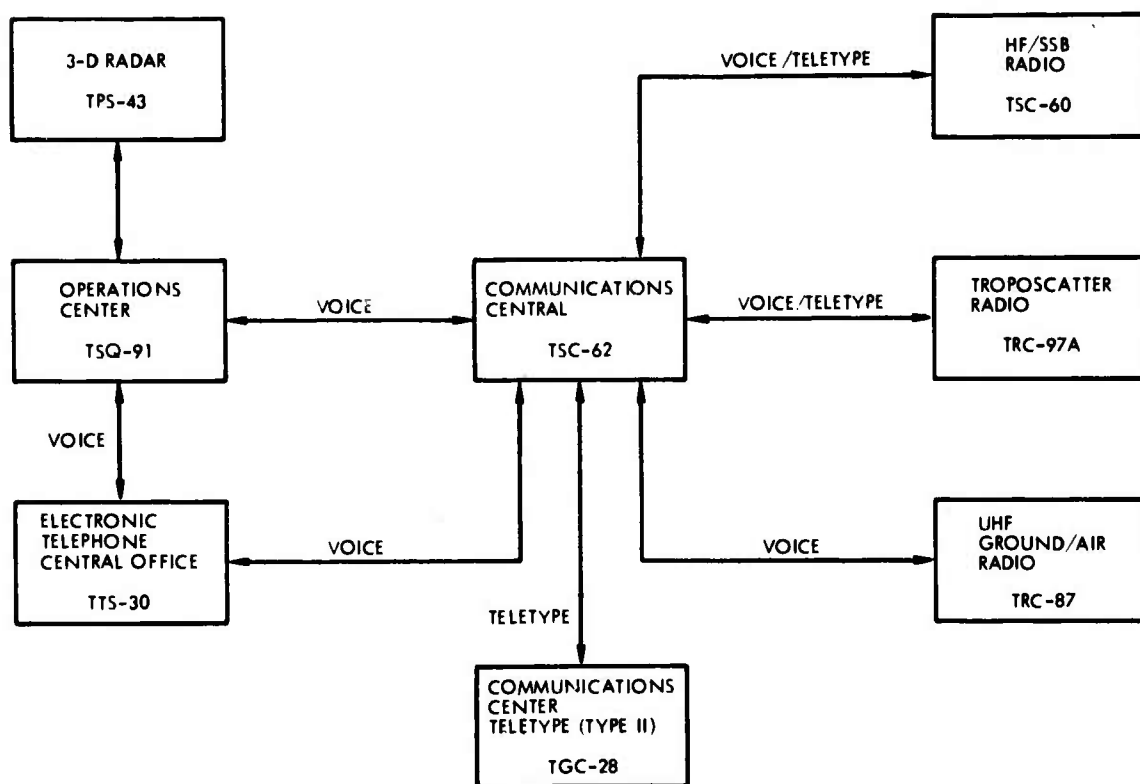 3-D RADAR
TPS-43
VOICE/TELETYPE
HF/SSB
RADIO
TSC-60
OPERATIONS
CENTER
TSQ-91
VOICE
COMMUNICATIONS
CENTRAL
TSC-62
VOICE/TELETYPE
TROPOSCATTER
RADIO
TRC-97A
VOICE
ELECTRONIC
TELEPHONE
CENTRAL OFFICE
TTS-30
VOICE
VOICE
UHF
GROUND/AIR
RADIO
TRC-87
TELETYPE
COMMUNICATIONS
CENTER
TELETYPE (TYPE II)
TGC-28